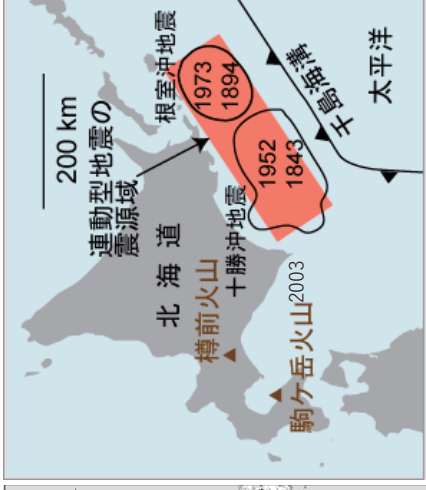 200 km
連動型地震の
震源域
根室沖地震
1973
1894
千島海溝
太平洋
北海道
十勝沖地震
1952
1843
樽前火山
駒ケ岳火山
2003